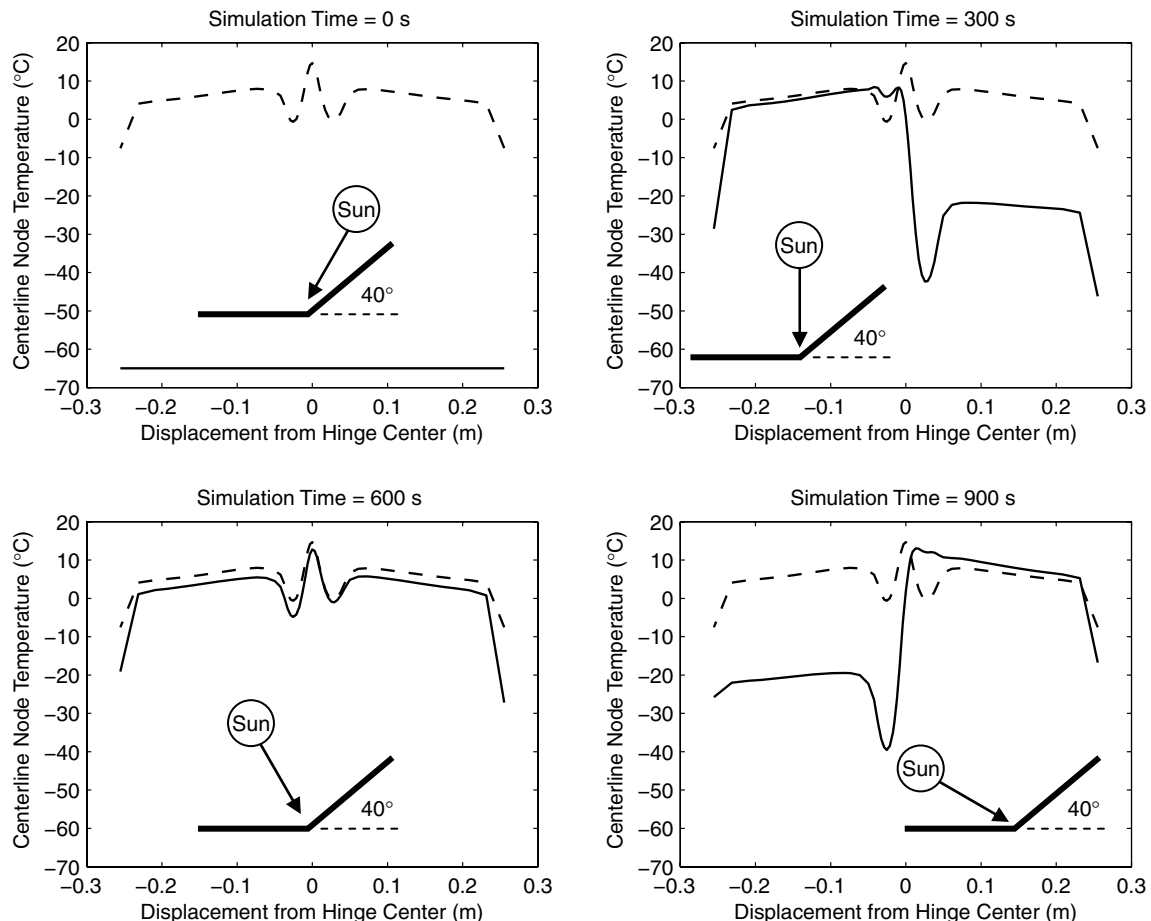 Simulation Time = 0 s
Centerline Node Temperature (°C)
20
10
0
−10
−20
−30
−40
−50
−60
−70
Sun
40°
−0.3 −0.2 −0.1 0 0.1 0.2 0.3
Displacement from Hinge Center (m)
Simulation Time = 300 s
Centerline Node Temperature (°C)
20
10
0
−10
−20
−30
−40
−50
−60
−70
Sun
40°
−0.3 −0.2 −0.1 0 0.1 0.2 0.3
Displacement from Hinge Center (m)
Simulation Time = 600 s
Centerline Node Temperature (°C)
20
10
0
−10
−20
−30
−40
−50
−60
−70
Sun
40°
−0.3 −0.2 −0.1 0 0.1 0.2 0.3
Displacement from Hinge Center (m)
Simulation Time = 900 s
Centerline Node Temperature (°C)
20
10
0
−10
−20
−30
−40
−50
−60
−70
Sun
40°
−0.3 −0.2 −0.1 0 0.1 0.2 0.3
Displacement from Hinge Center (m)